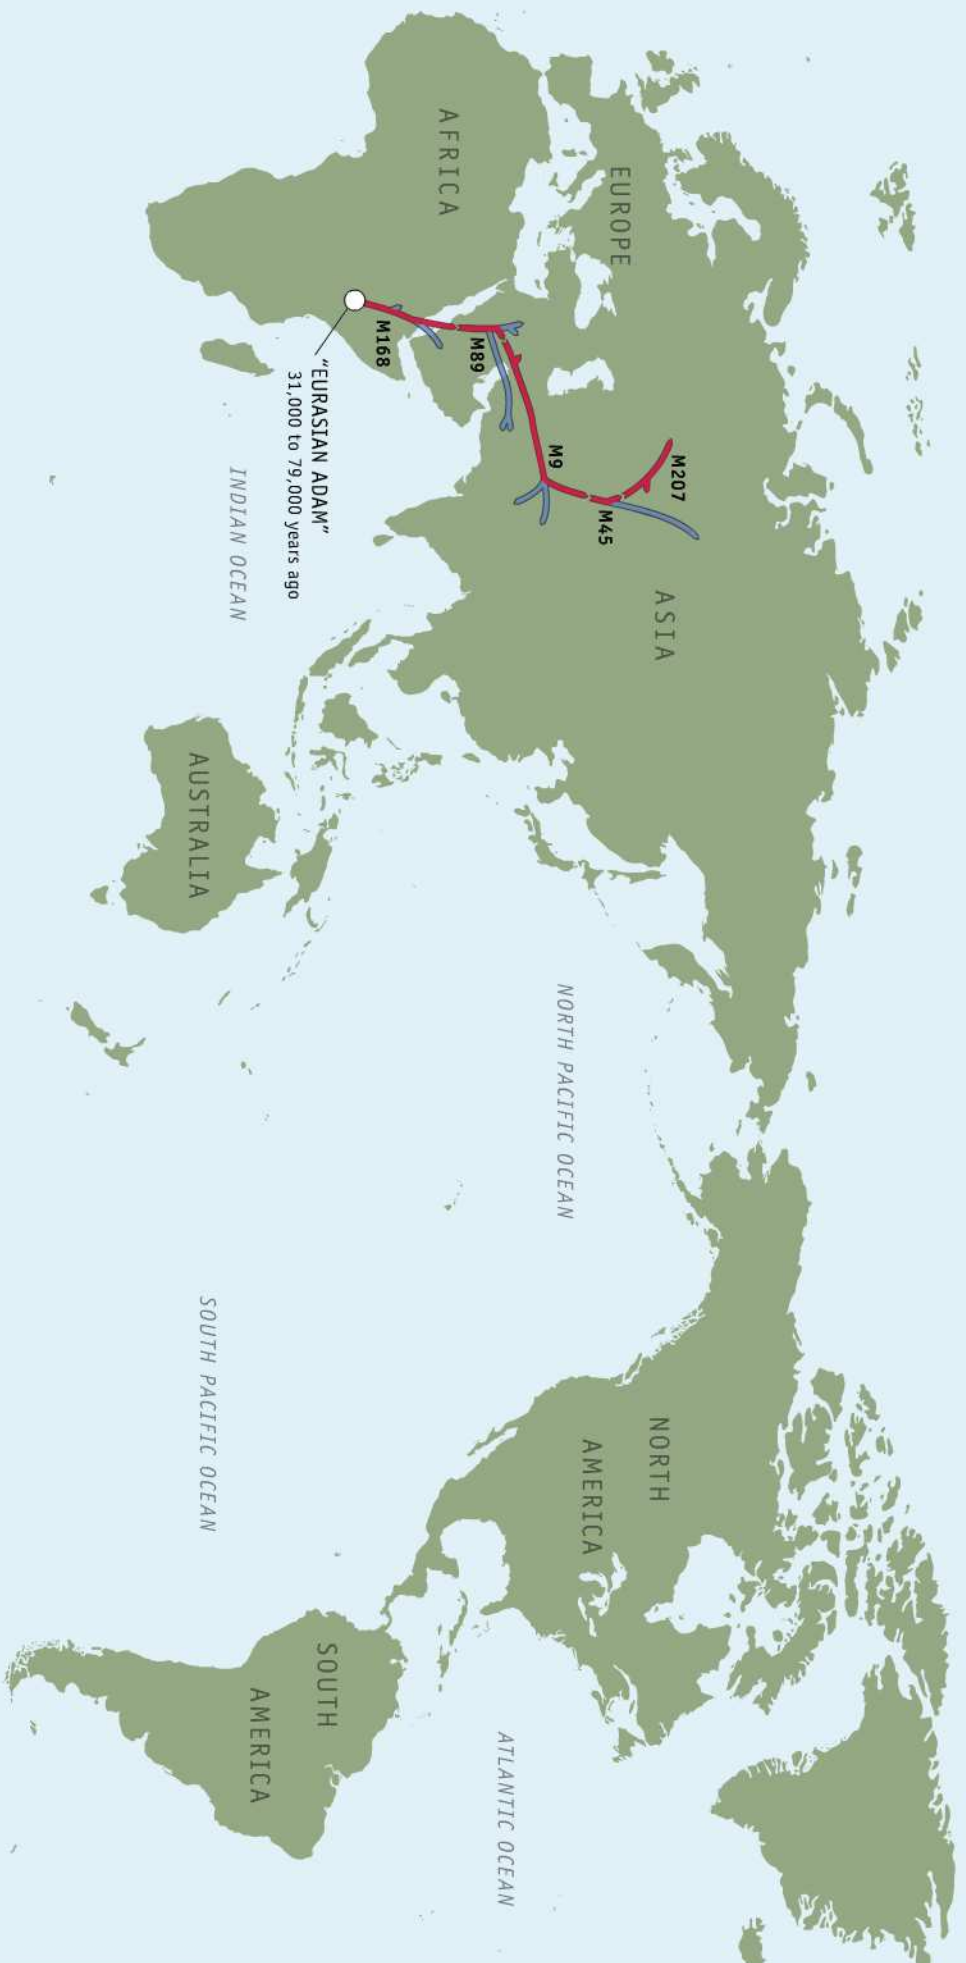 EUROPE
AFRICA
ASIA
NORTH
AMERICA
SOUTH
AMERICA
AUSTRALIA
NORTH PACIFIC OCEAN
SOUTH PACIFIC OCEAN
ATLANTIC OCEAN
INDIAN OCEAN
M207
M45
M9
M89
M168
“EURASIAN ADAM”
31,000 to 79,000 years ago